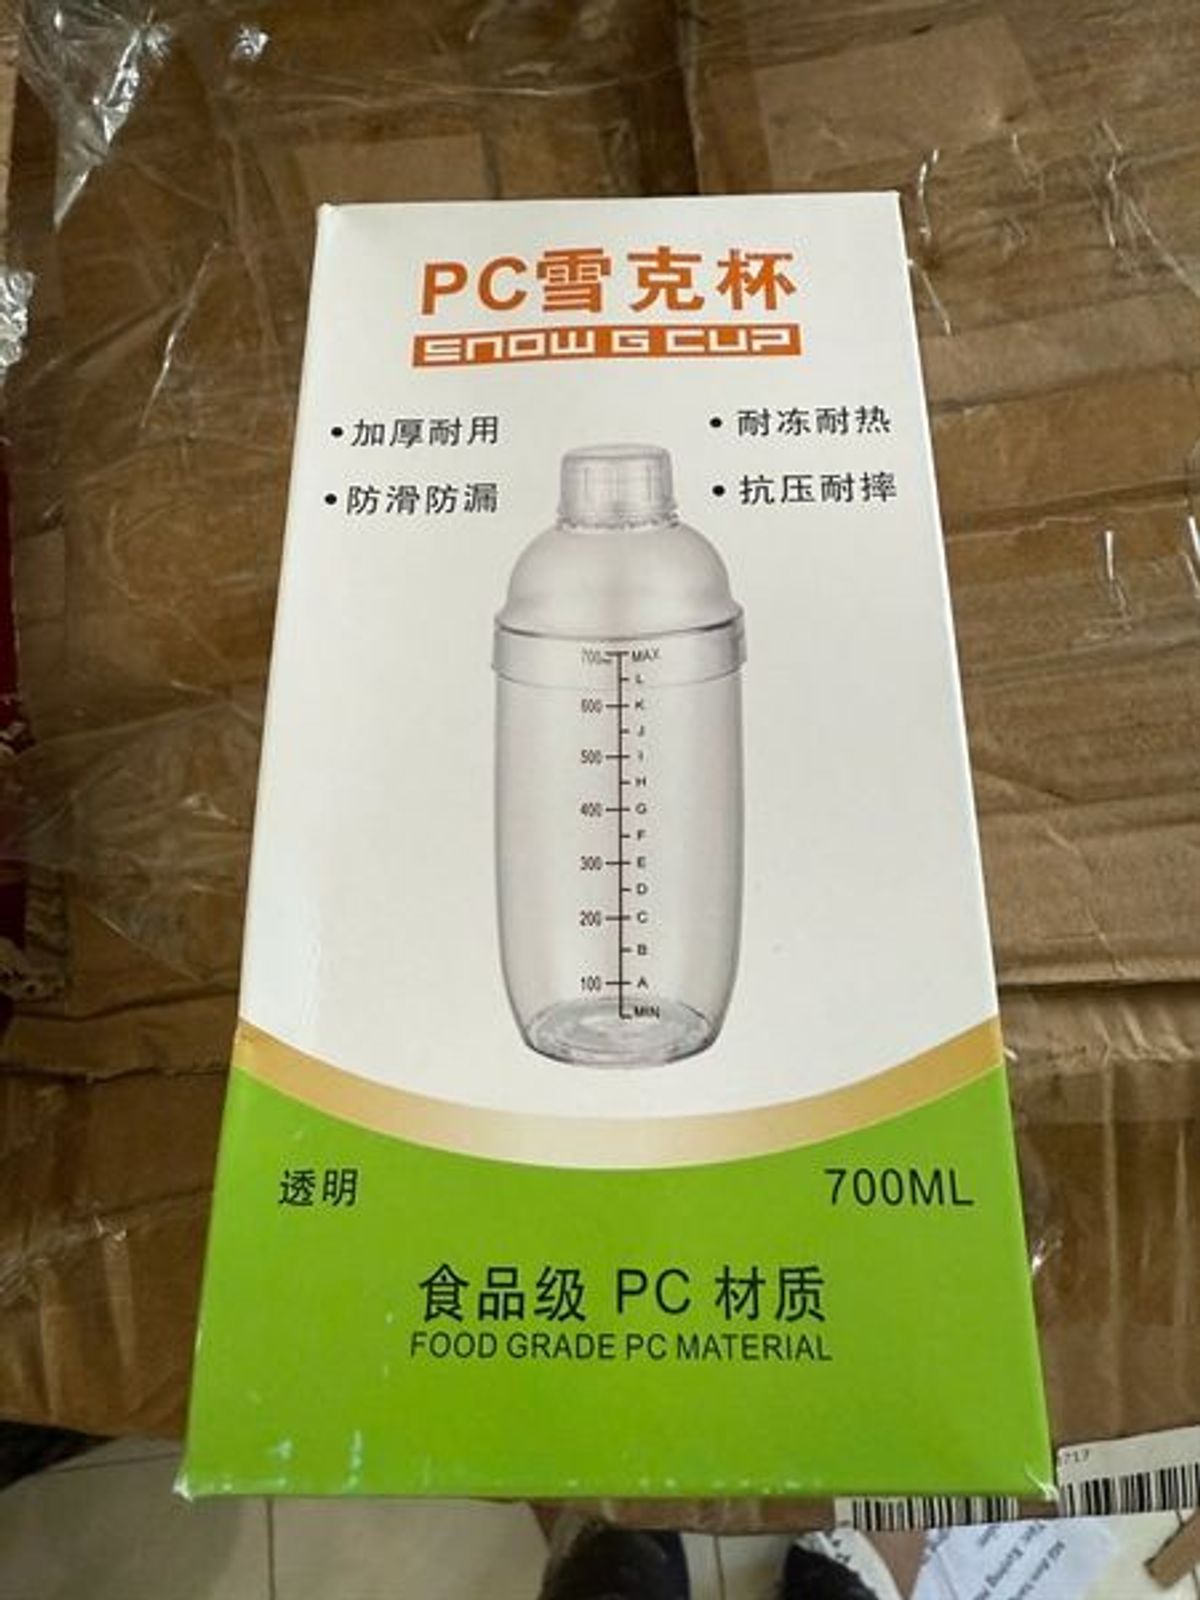 PC雪克杯
SNOW G CUP
•加厚耐用
•耐冻耐热
•防滑防漏
•抗压耐摔
700ML MAX
L
600 K
J
500 I
H
400 G
F
300 E
D
200 C
B
100 A
MIN
透明
700ML
食品级 PC 材质
FOOD GRADE PC MATERIAL